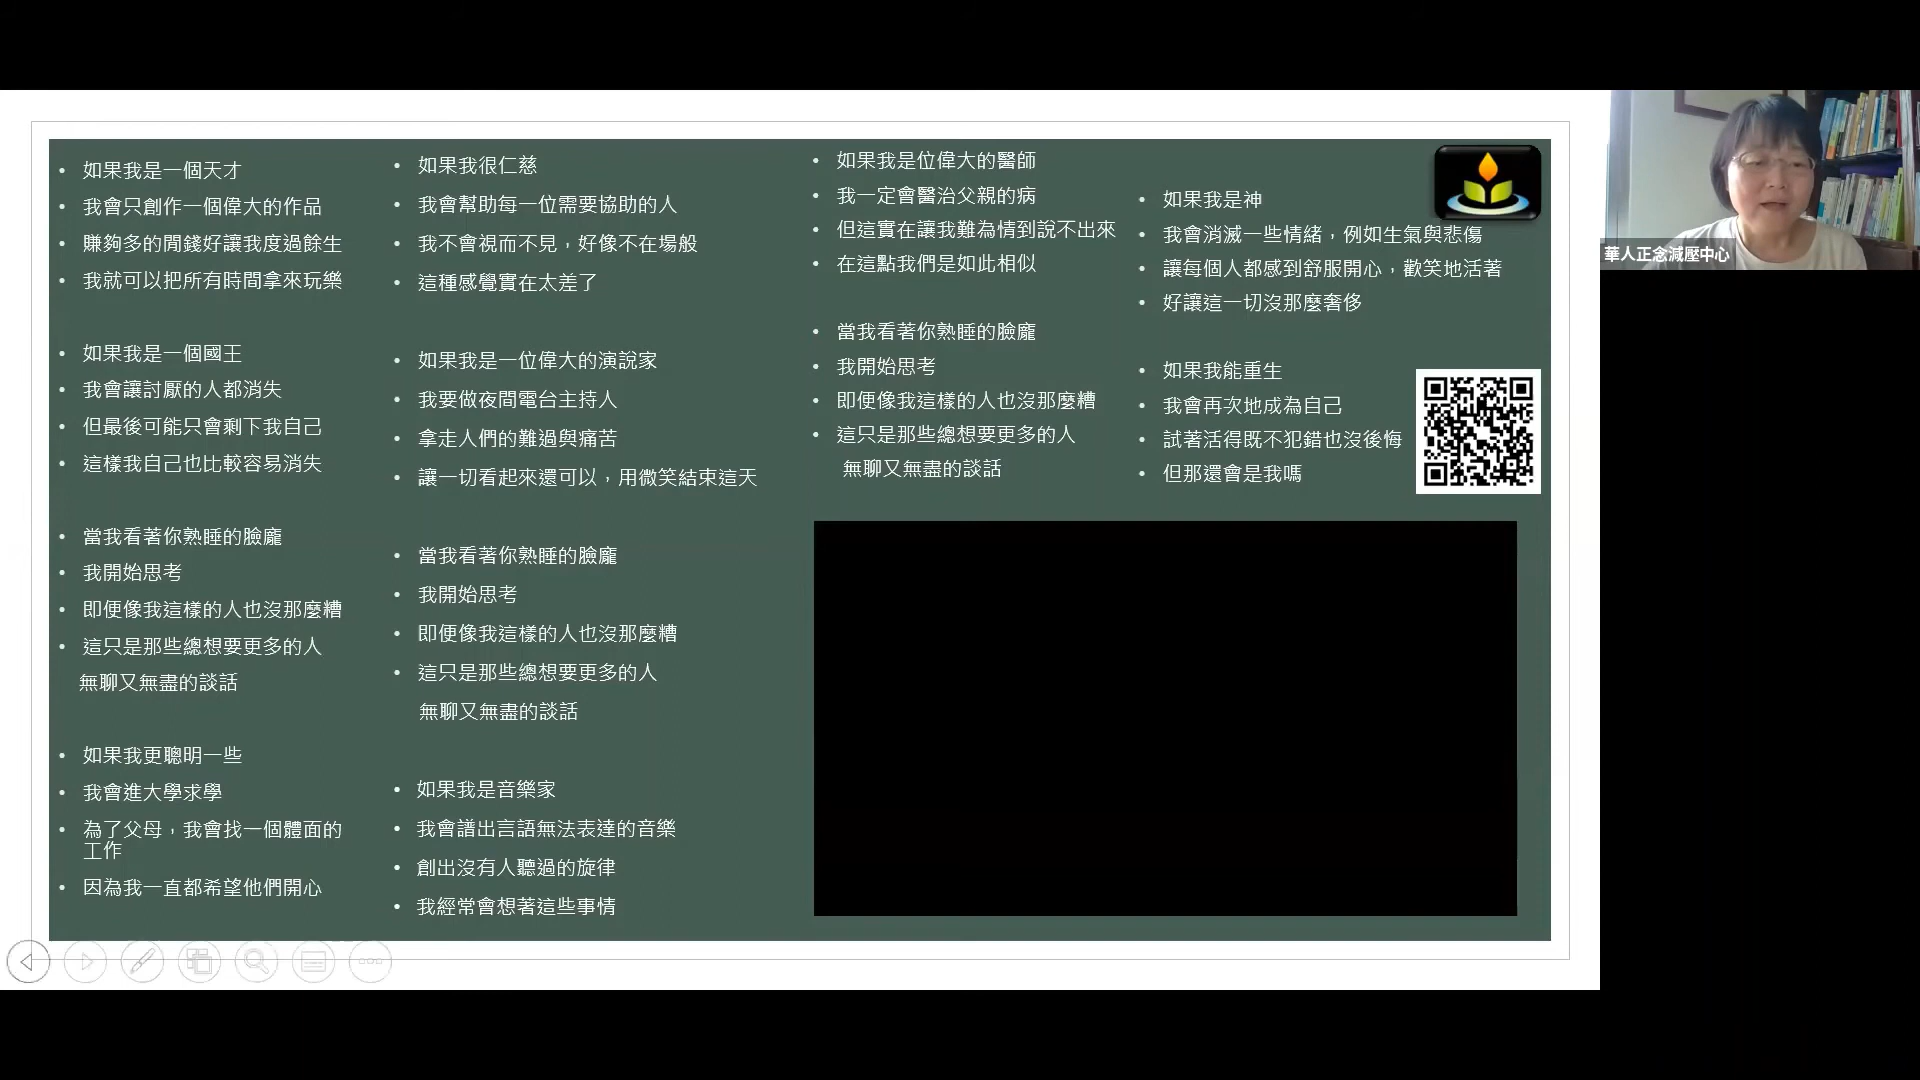 如果我是一個天才
我會只創作一個偉大的作品
賺夠多的閒錢好讓我度過餘生
我就可以把所有時間拿來玩樂
如果我是一個國王
我會讓討厭的人都消失
但最後可能只會剩下我自己
這樣我自己也比較容易消失
當我看著你熟睡的臉龐
我開始思考
即便像我這樣的人也沒那麼糟
這只是那些總想要更多的人
無聊又無盡的談話
如果我更聰明一些
我會進大學求學
為了父母，我會找一個體面的
工作
因為我一直都希望他們開心
如果我很仁慈
我會幫助每一位需要協助的人
我不會視而不見，好像不在場般
這種感覺實在太差了
如果我是一位偉大的演說家
我要做夜間電台主持人
拿走人們的難過與痛苦
讓一切看起來還可以，用微笑結束這天
當我看著你熟睡的臉龐
我開始思考
即便像我這樣的人也沒那麼糟
這只是那些總想要更多的人
無聊又無盡的談話
如果我是音樂家
我會譜出言語無法表達的音樂
創出沒有人聽過的旋律
我經常會想著這些事情
如果我是位偉大的醫師
我一定會醫治父親的病
但這實在讓我難為情到說不出來
在這點我們是如此相似
當我看著你熟睡的臉龐
我開始思考
即便像我這樣的人也沒那麼糟
這只是那些總想要更多的人
無聊又無盡的談話
如果我是神
我會消滅一些情緒，例如生氣與悲傷
讓每個人都感到舒服開心，歡笑地活著
好讓這一切沒那麼奢侈
如果我能重生
我會再次地成為自己
試著活得既不犯錯也沒後悔
但那還會是我嗎
華人正念減壓中心